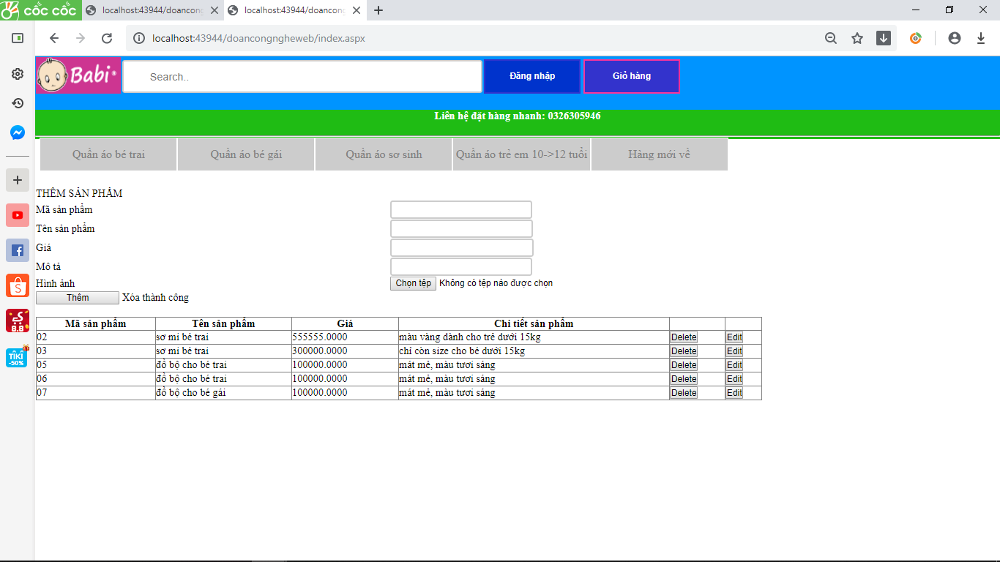 cốc cốc localhost:43944/doancong localhost:43944/doancong
localhost:43944/doancongngheweb/index.aspx
Babi® Search.. Đăng nhập Giỏ hàng
Liên hệ đặt hàng nhanh: 0326305946
Quần áo bé trai Quần áo bé gái Quần áo sơ sinh Quần áo trẻ em 10->12 tuổi Hàng mới về
THÊM SẢN PHẨM
Mã sản phẩm
Tên sản phẩm
Giá
Mô tả
Hình ảnh Chọn tệp Không có tệp nào được chọn
Thêm Xóa thành công
Mã sản phẩm Tên sản phẩm Giá Chi tiết sản phẩm
02 sơ mi bé trai 555555.0000 màu vàng dành cho trẻ dưới 15kg Delete Edit
03 sơ mi bé trai 300000.0000 chỉ còn size cho bé dưới 15kg Delete Edit
05 đồ bộ cho bé trai 100000.0000 mát mẻ, màu tươi sáng Delete Edit
06 đồ bộ cho bé trai 100000.0000 mát mẻ, màu tươi sáng Delete Edit
07 đồ bộ cho bé gái 100000.0000 mát mẻ, màu tươi sáng Delete Edit
S
8.8
TIKI
-50%